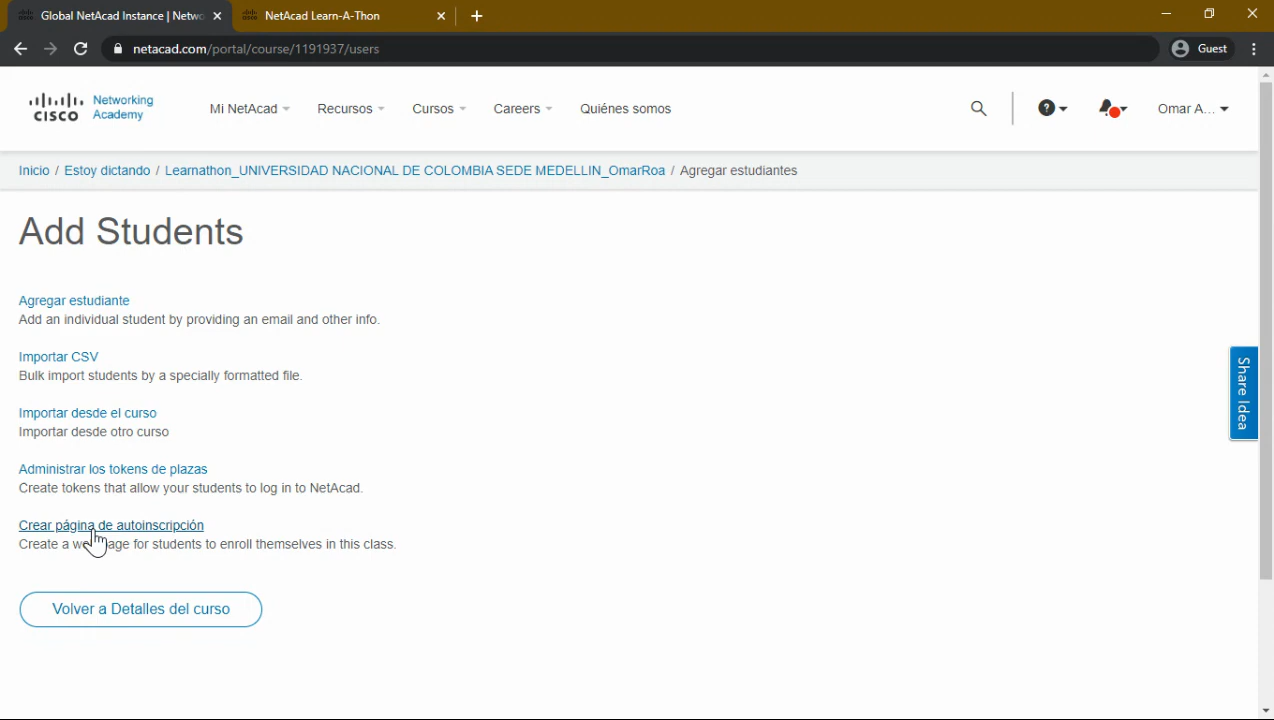 Global NetAcad Instance | Netwo
NetAcad Learn-A-Thon
netacad.com/portal/course/1191937/users
Guest
CISCO
Networking
Academy
Mi NetAcad
Recursos
Cursos
Careers
Quiénes somos
Omar A...
Inicio / Estoy dictando / Learnathon_UNIVERSIDAD NACIONAL DE COLOMBIA SEDE MEDELLIN_OmarRoa / Agregar estudiantes
Add Students
Agregar estudiante
Add an individual student by providing an email and other info.
Importar CSV
Bulk import students by a specially formatted file.
Importar desde el curso
Importar desde otro curso
Administrar los tokens de plazas
Create tokens that allow your students to log in to NetAcad.
Crear página de autoinscripción
Create a we age for students to enroll themselves in this class.
Volver a Detalles del curso
Share Idea